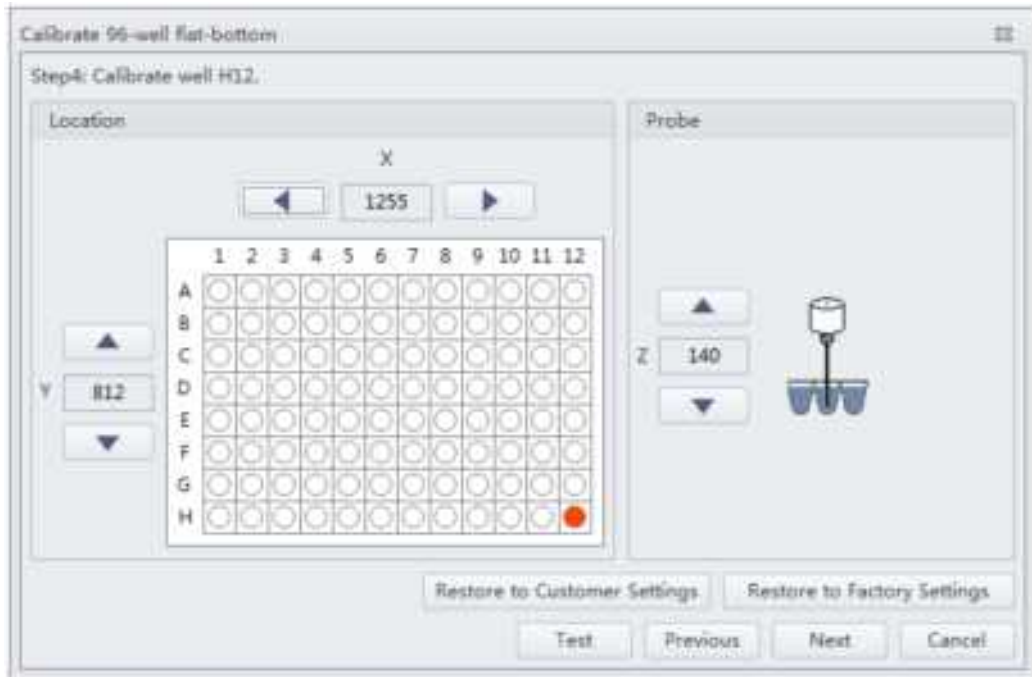 Calibrate 96-well flat-bottom
Step4: Calibrate well H12.
Location
Probe
X
1255
1 2 3 4 5 6 7 8 9 10 11 12
A
B
C
D
E
F
G
H
Y
812
Z
140
Restore to Customer Settings
Restore to Factory Settings
Test
Previous
Next
Cancel